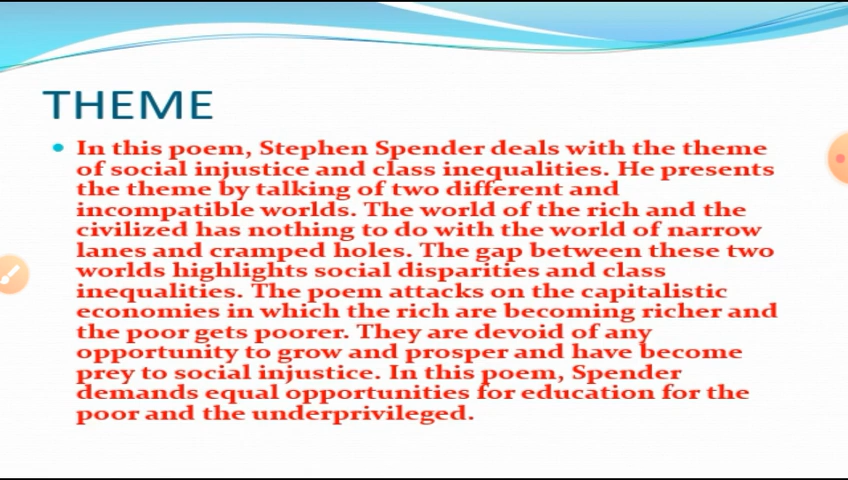 THEME
In this poem, Stephen Spender deals with the theme
of social injustice and class inequalities. He presents
the theme by talking of two different and
incompatible worlds. The world of the rich and the
civilized has nothing to do with the world of narrow
lanes and cramped holes. The gap between these two
worlds highlights social disparities and class
inequalities. The poem attacks on the capitalistic
economies in which the rich are becoming richer and
the poor gets poorer. They are devoid of any
opportunity to grow and prosper and have become
prey to social injustice. In this poem, Spender
demands equal opportunities for education for the
poor and the underprivileged.